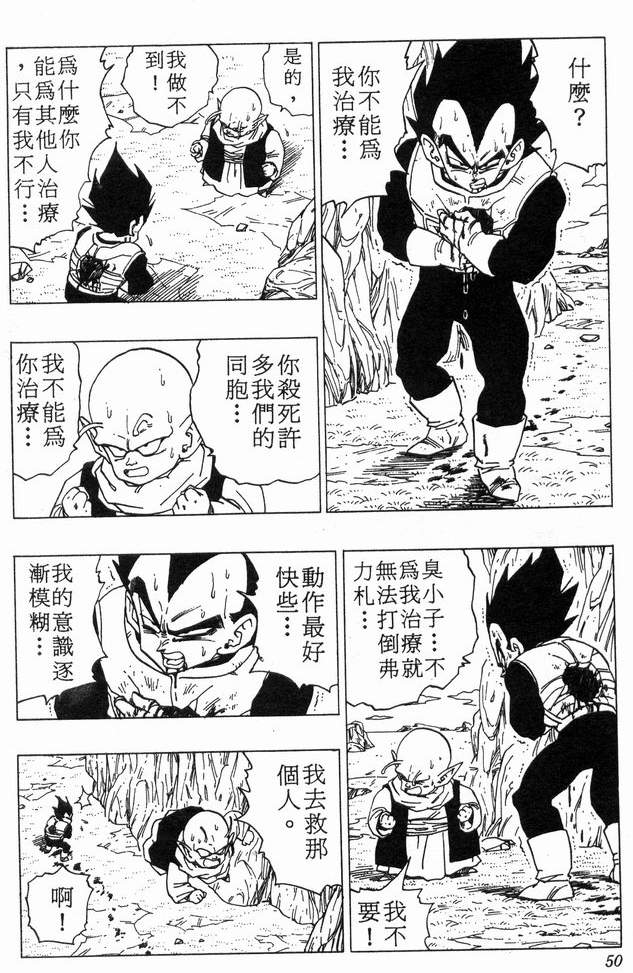 什麼?
你不能為
我治療…
是的,
我做不
到!
為什麼你
能為其他人治療
,只有我不行…
你殺死許
多我們的
同胞…
我不能為
你治療…
臭小子…不
為我治療就
無法打倒弗
力札…
我不
要!
動作最好
快些…
我的意識逐
漸模糊…
我去救那
個人。
啊!
50